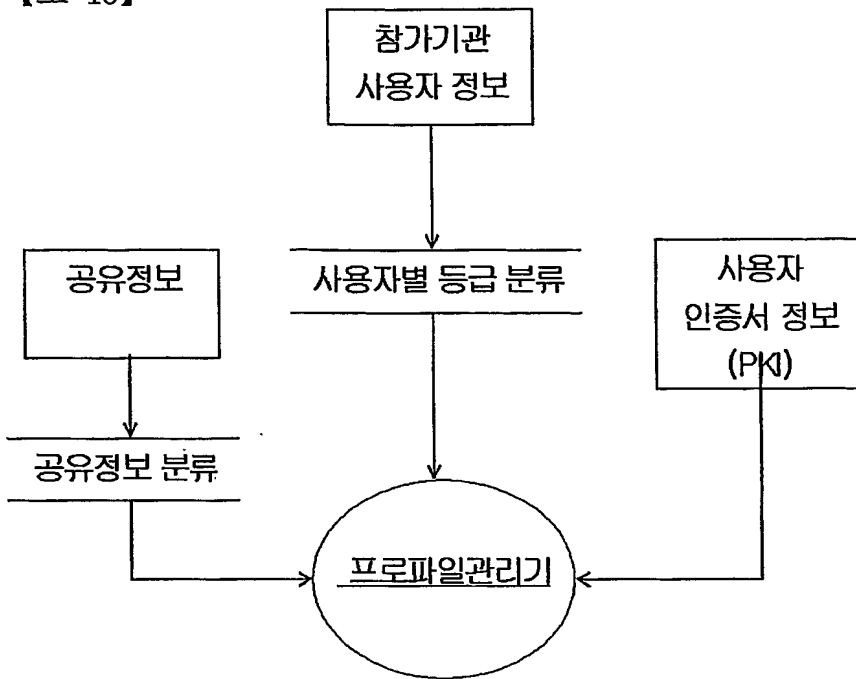 참가기관
사용자 정보
공유정보
사용자별 등급 분류
사용자
인증서 정보
(PKI)
공유정보 분류
프로파일관리기